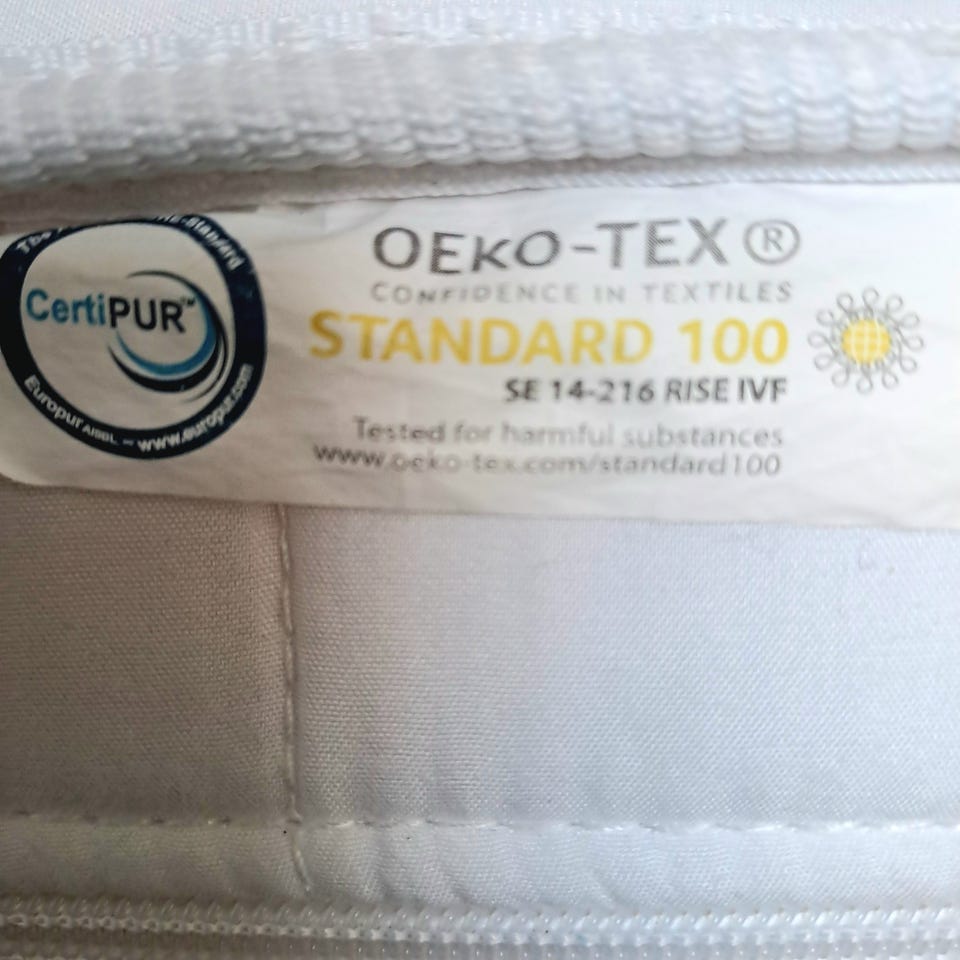 CertiPUR™
Europur AISBL – www.europur.com
OEKO-TEX®
CONFIDENCE IN TEXTILES
STANDARD 100
SE 14-216 RISE IVF
Tested for harmful substances
www.oeko-tex.com/standard100